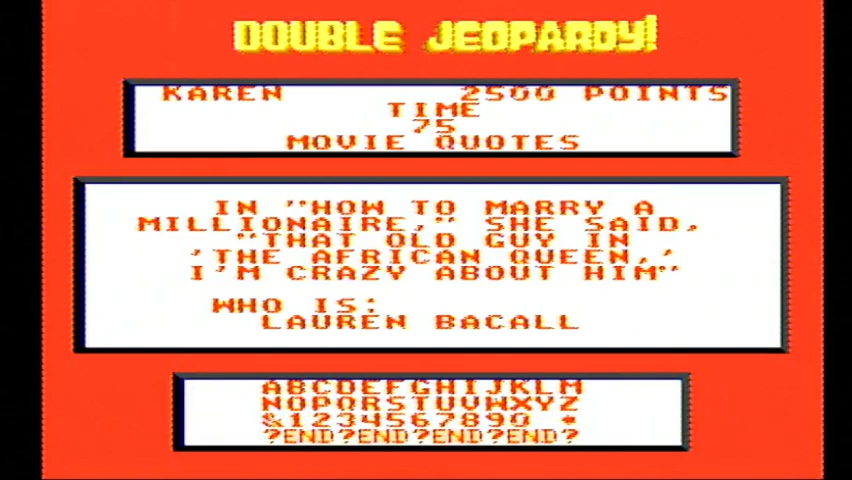 DOUBLE JEOPARDY!
KAREN 2500 POINTS
TIME
75
MOVIE QUOTES
IN "HOW TO MARRY A
MILLIONAIRE," SHE SAID,
"THAT OLD GUY IN
'THE AFRICAN QUEEN,'
I'M CRAZY ABOUT HIM"
WHO IS:
LAUREN BACALL
ABCDEFGHIJKLM
NOPQRSTUVWXYZ
&1234567890 *
?END?END?END?END?